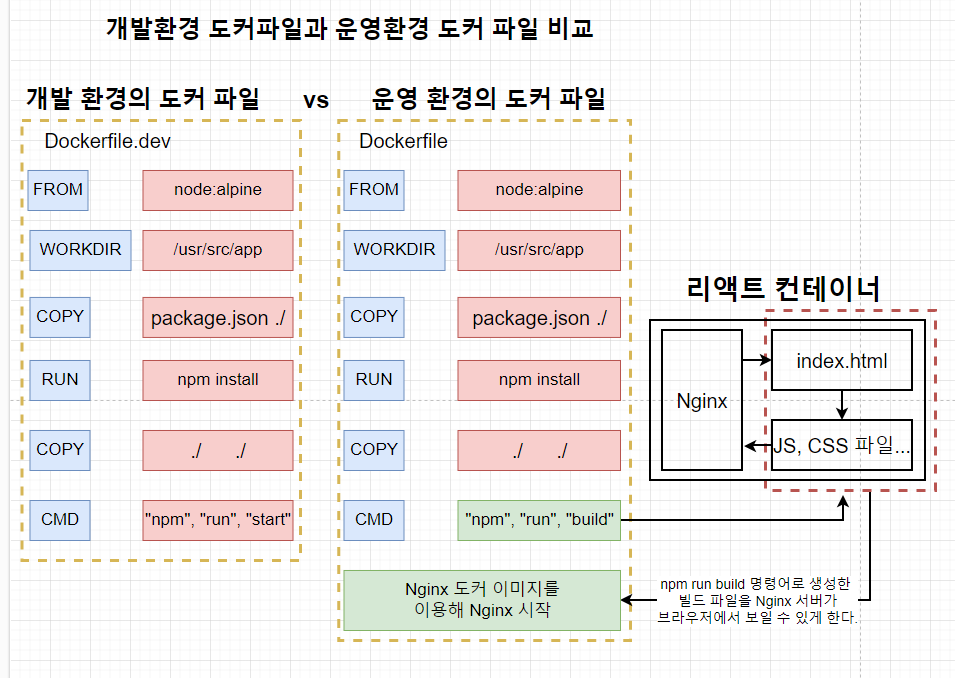 개발환경 도커파일과 운영환경 도커 파일 비교
개발 환경의 도커 파일 vs 운영 환경의 도커 파일
Dockerfile.dev
FROM node:alpine
WORKDIR /usr/src/app
COPY package.json ./
RUN npm install
COPY ./ ./
CMD "npm", "run", "start"
Dockerfile
FROM node:alpine
WORKDIR /usr/src/app
COPY package.json ./
RUN npm install
COPY ./ ./
CMD "npm", "run", "build"
Nginx 도커 이미지를
이용해 Nginx 시작
리액트 컨테이너
Nginx
index.html
JS, CSS 파일...
npm run build 명령어로 생성한
빌드 파일을 Nginx 서버가
브라우저에서 보일 수 있게 한다.